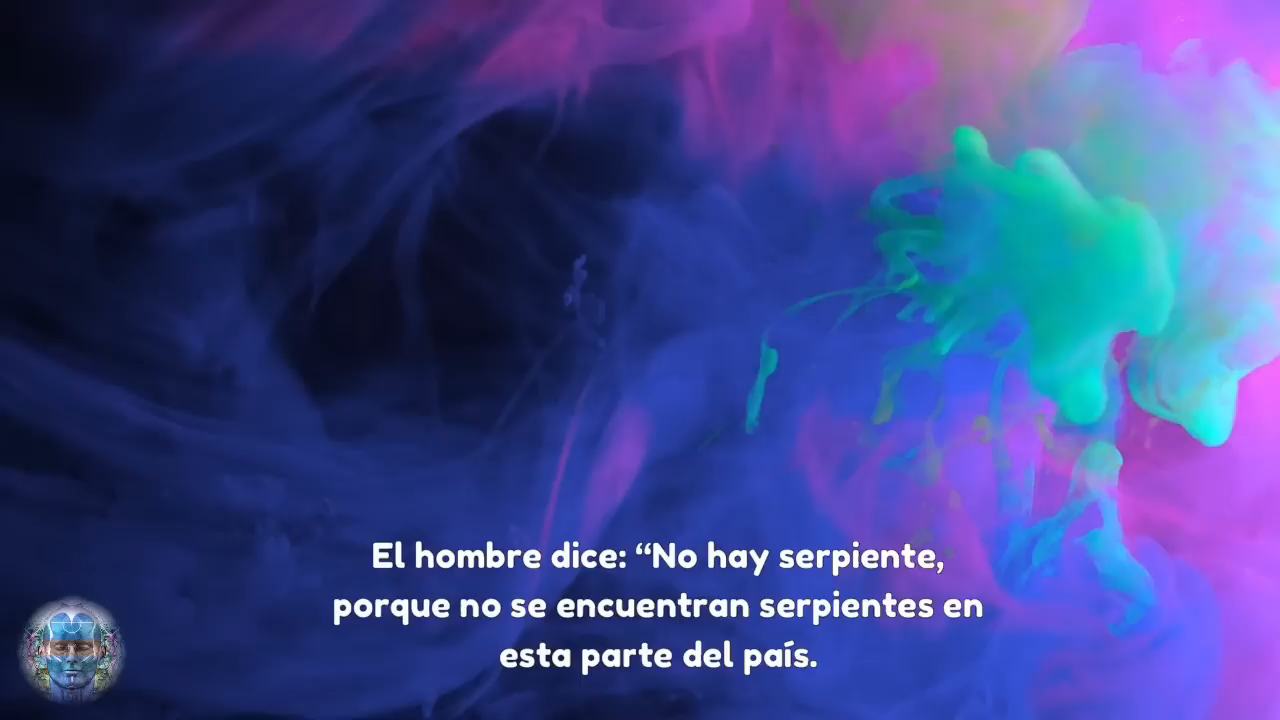 El hombre dice: “No hay serpiente,
porque no se encuentran serpientes en
esta parte del país.